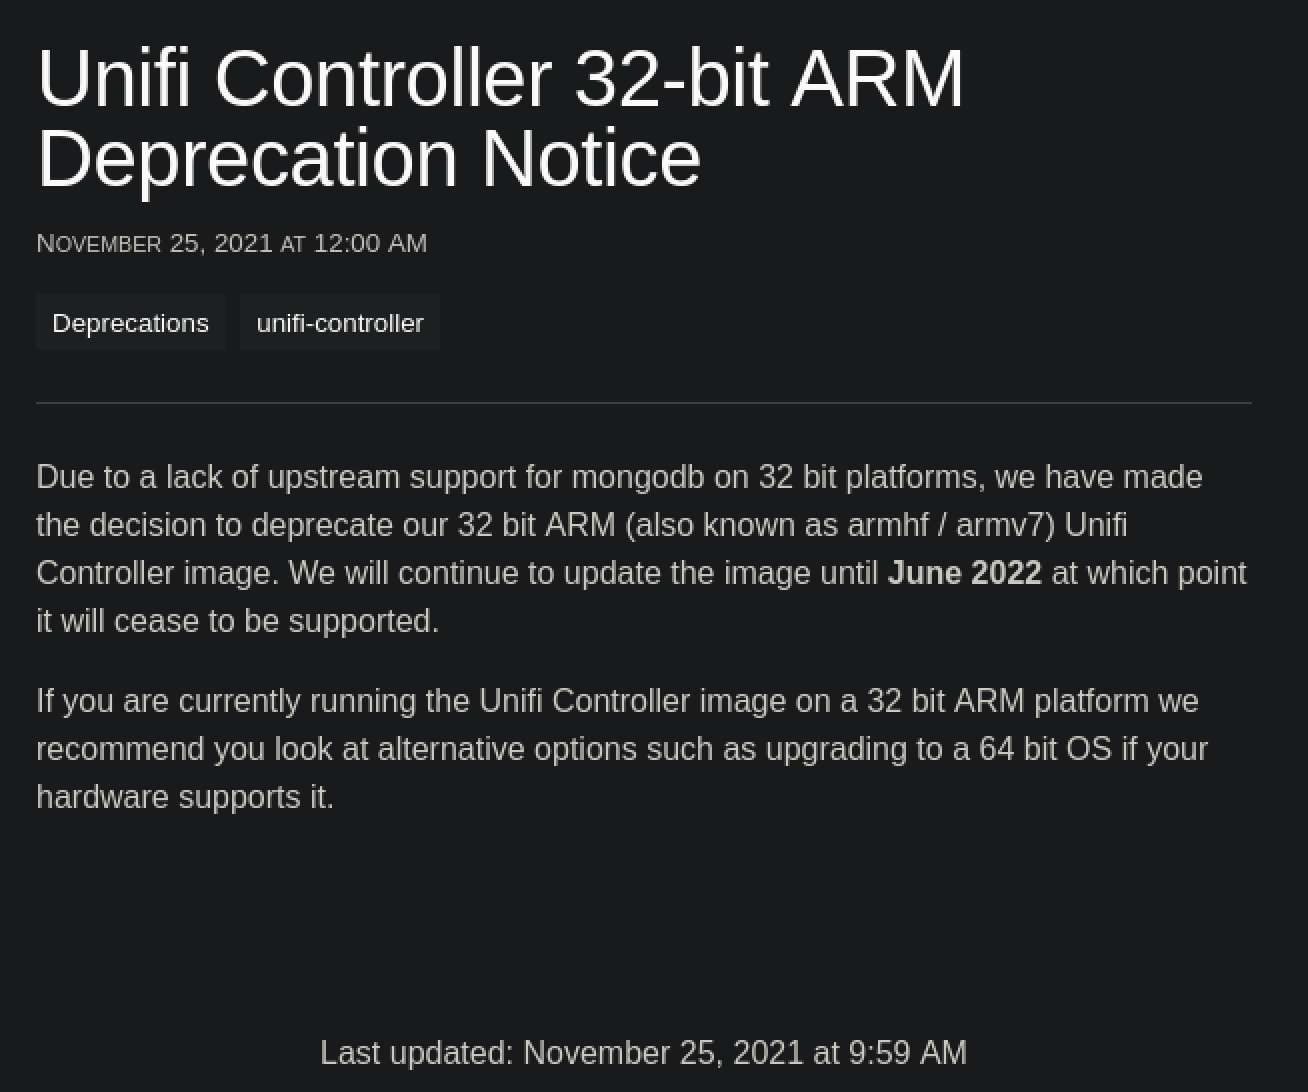 Unifi Controller 32-bit ARM
Deprecation Notice
November 25, 2021 at 12:00 AM
Deprecations unifi-controller
Due to a lack of upstream support for mongodb on 32 bit platforms, we have made
the decision to deprecate our 32 bit ARM (also known as armhf / armv7) Unifi
Controller image. We will continue to update the image until June 2022 at which point
it will cease to be supported.
If you are currently running the Unifi Controller image on a 32 bit ARM platform we
recommend you look at alternative options such as upgrading to a 64 bit OS if your
hardware supports it.
Last updated: November 25, 2021 at 9:59 AM